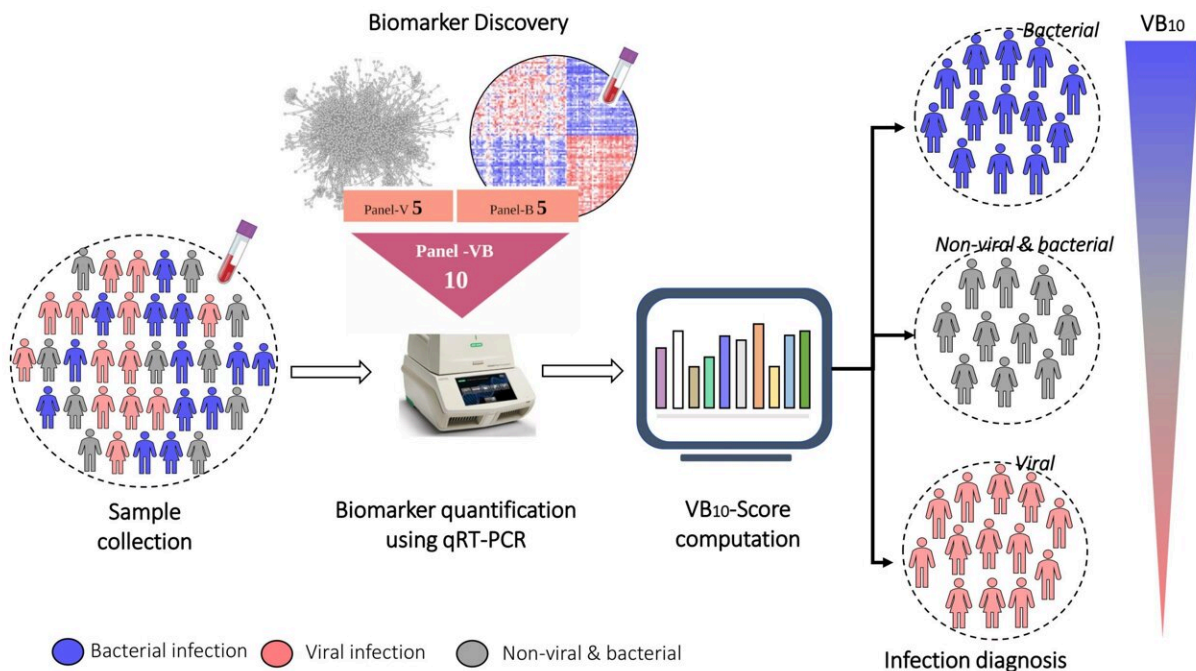 Biomarker Discovery
Panel-V 5
Panel-B 5
Panel -VB
10
Sample
collection
Biomarker quantification
using qRT-PCR
VB10-Score
computation
Bacterial
Non-viral & bacterial
Viral
VB10
Infection diagnosis
Bacterial infection
Viral infection
Non-viral & bacterial